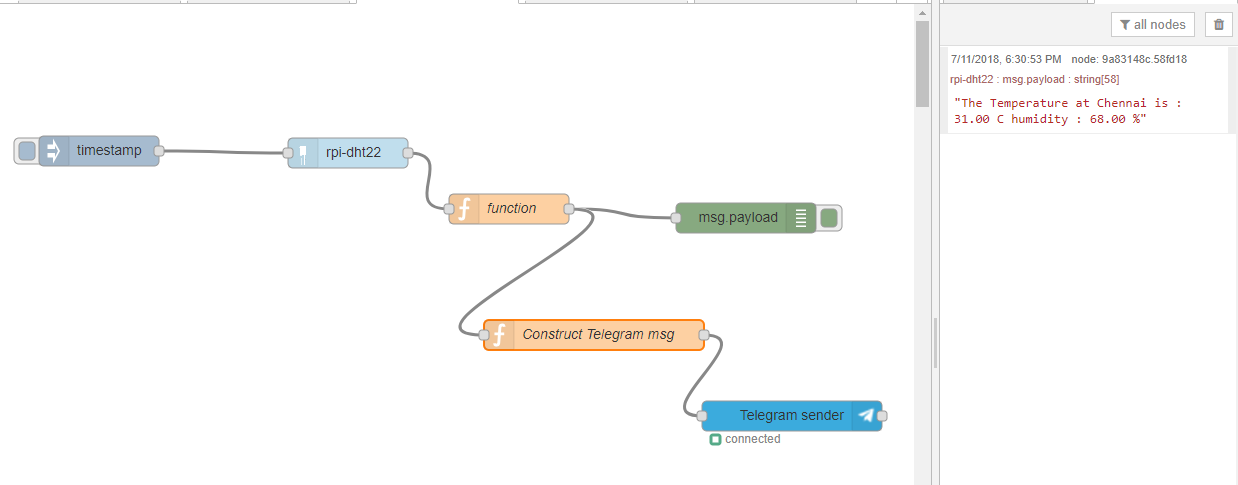 all nodes
7/11/2018, 6:30:53 PM node: 9a83148c.58fd18
rpi-dht22 : msg.payload : string[58]
"The Temperature at Chennai is :
31.00 C humidity : 68.00 %"
timestamp
rpi-dht22
function
msg.payload
Construct Telegram msg
Telegram sender
connected